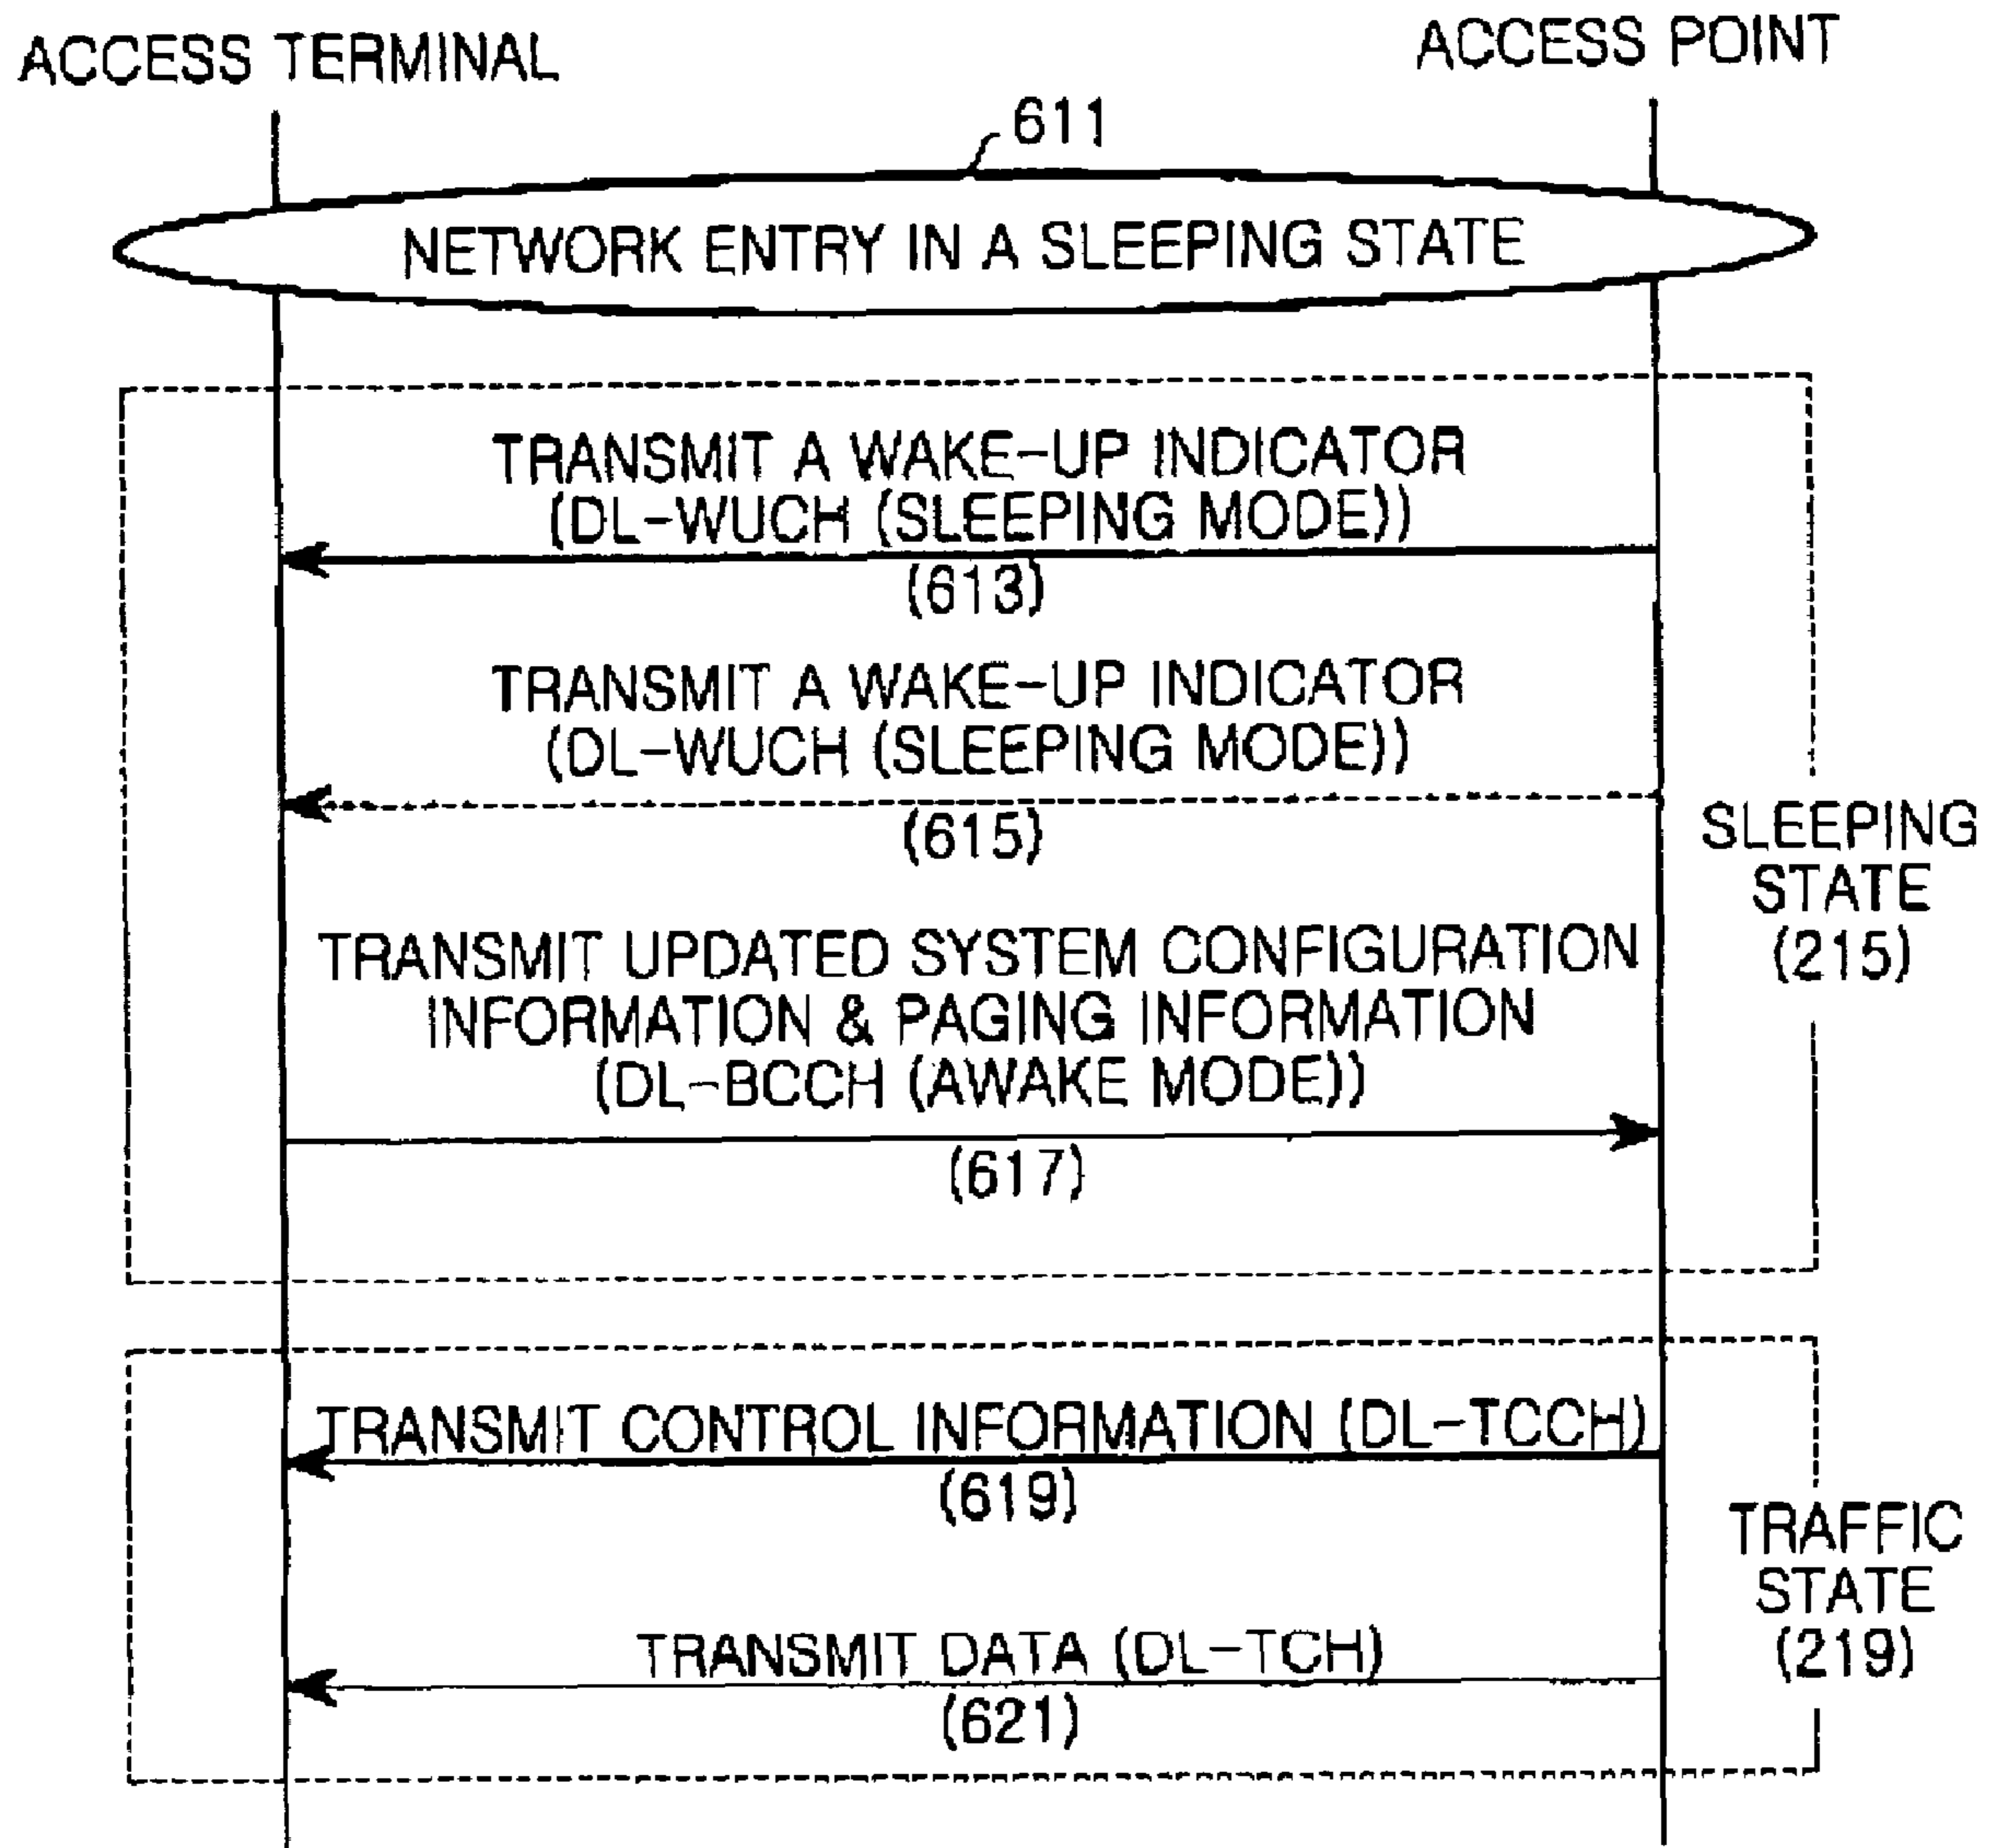 ACCESS TERMINAL
ACCESS POINT
611
NETWORK ENTRY IN A SLEEPING STATE
TRANSMIT A WAKE-UP INDICATOR
(DL-WUCH (SLEEPING MODE))
(613)
TRANSMIT A WAKE-UP INDICATOR
(DL-WUCH (SLEEPING MODE))
(615)
SLEEPING
STATE
(215)
TRANSMIT UPDATED SYSTEM CONFIGURATION
INFORMATION & PAGING INFORMATION
(DL-BCCH (AWAKE MODE))
(617)
TRANSMIT CONTROL INFORMATION (DL-TCCH)
(619)
TRAFFIC
STATE
(219)
TRANSMIT DATA (DL-TCH)
(621)